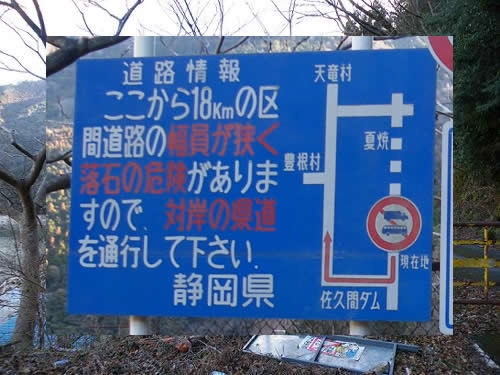 道路情報
ここから18Kmの区
間道路の幅員が狭く
落石の危険がありま
すので、対岸の県道
を通行して下さい.
静岡県
天竜村
夏焼
豊根村
現在地
佐久間ダム